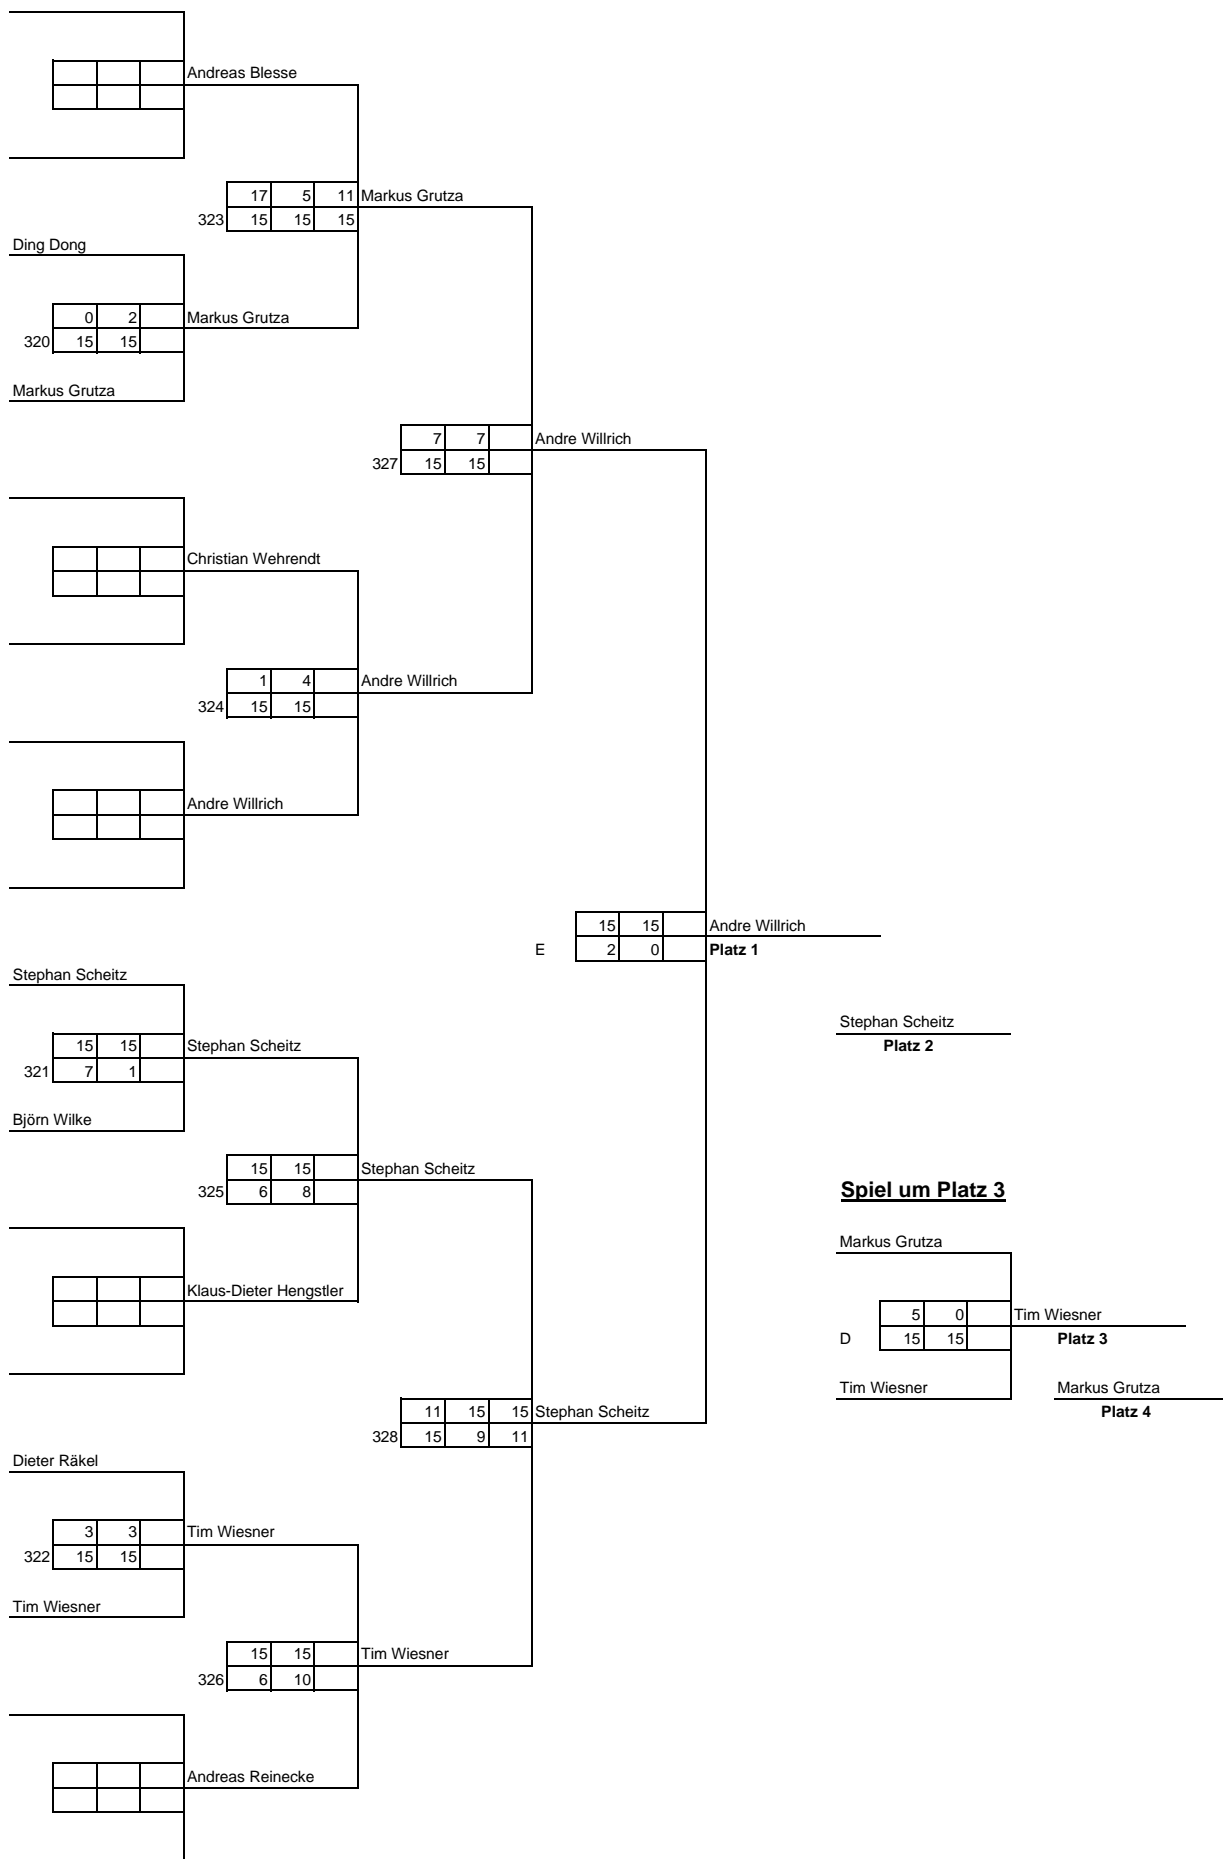 Andreas Blesse
17 5 11 Markus Grutza
323 15 15 15
Ding Dong
0 2 Markus Grutza
320 15 15
Markus Grutza
7 7 Andre Willrich
327 15 15
Christian Wehrendt
1 4 Andre Willrich
324 15 15
Andre Willrich
15 15 Andre Willrich
E 2 0 Platz 1
Stephan Scheitz
Stephan Scheitz
Platz 2
15 15 Stephan Scheitz
321 7 1
Björn Wilke
15 15 Stephan Scheitz
325 6 8
Spiel um Platz 3
Markus Grutza
Klaus-Dieter Hengstler
5 0 Tim Wiesner
D 15 15 Platz 3
Tim Wiesner Markus Grutza
Platz 4
11 15 15 Stephan Scheitz
328 15 9 11
Dieter Räkel
3 3 Tim Wiesner
322 15 15
Tim Wiesner
15 15 Tim Wiesner
326 6 10
Andreas Reinecke